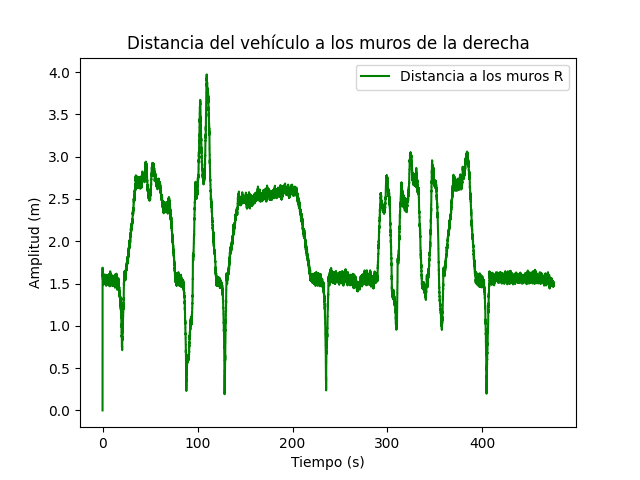 Distancia del vehículo a los muros de la derecha
Distancia a los muros R
Amplitud (m)
4.0
3.5
3.0
2.5
2.0
1.5
1.0
0.5
0.0
0 100 200 300 400
Tiempo (s)